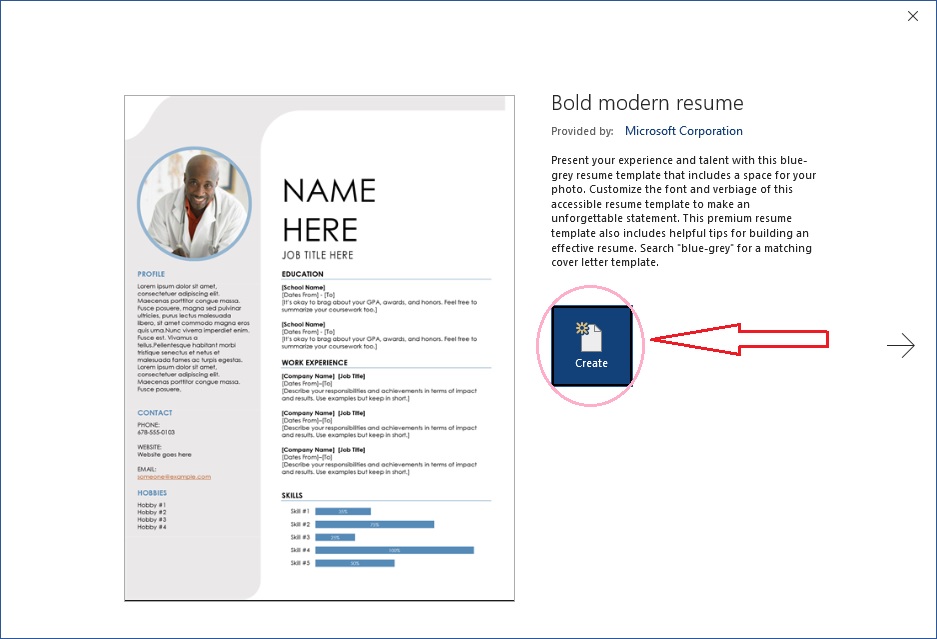 Bold modern resume
Provided by: Microsoft Corporation
Present your experience and talent with this blue-
grey resume template that includes a space for your
photo. Customize the font and verbiage of this
accessible resume template to make an
unforgettable statement. This premium resume
template also includes helpful tips for building an
effective resume. Search "blue-grey" for a matching
cover letter template.
Create
NAME
HERE
JOB TITLE HERE
PROFILE
Lorem ipsum dolor sit amet,
consectetuer adipiscing elit.
Maecenas porttitor congue massa.
Fusce posuere, magna sed pulvinar
ultricies, purus lectus malesuada
libero, sit amet commodo magna eros
quis urna.Nunc viverra imperdiet enim.
Fusce est. Vivamus a
tellus.Pellentesque habitant morbi
tristique senectus et netus et
malesuada fames ac turpis egestas.
Lorem ipsum dolor sit amet,
consectetuer adipiscing elit.
Maecenas porttitor congue massa.
Fusce posuere.
CONTACT
PHONE:
678-555-0103
WEBSITE:
Website goes here
EMAIL:
someone@example.com
HOBBIES
Hobby #1
Hobby #2
Hobby #3
Hobby #4
EDUCATION
[School Name]
[Dates From] - [To]
[It's okay to brag about your GPA, awards, and honors. Feel free to
summarize your coursework too.]
[School Name]
[Dates From] - [To]
[It's okay to brag about your GPA, awards, and honors. Feel free to
summarize your coursework too.]
WORK EXPERIENCE
[Company Name] [Job Title]
[Dates From]–[To]
[Describe your responsibilities and achievements in terms of impact
and results. Use examples but keep in short.]
[Company Name] [Job Title]
[Dates From]–[To]
[Describe your responsibilities and achievements in terms of impact
and results. Use examples but keep in short.]
[Company Name] [Job Title]
[Dates From]–[To]
[Describe your responsibilities and achievements in terms of impact
and results. Use examples but keep in short.]
SKILLS
Skill #1
Skill #2
Skill #3
Skill #4 100%
Skill #5 50%